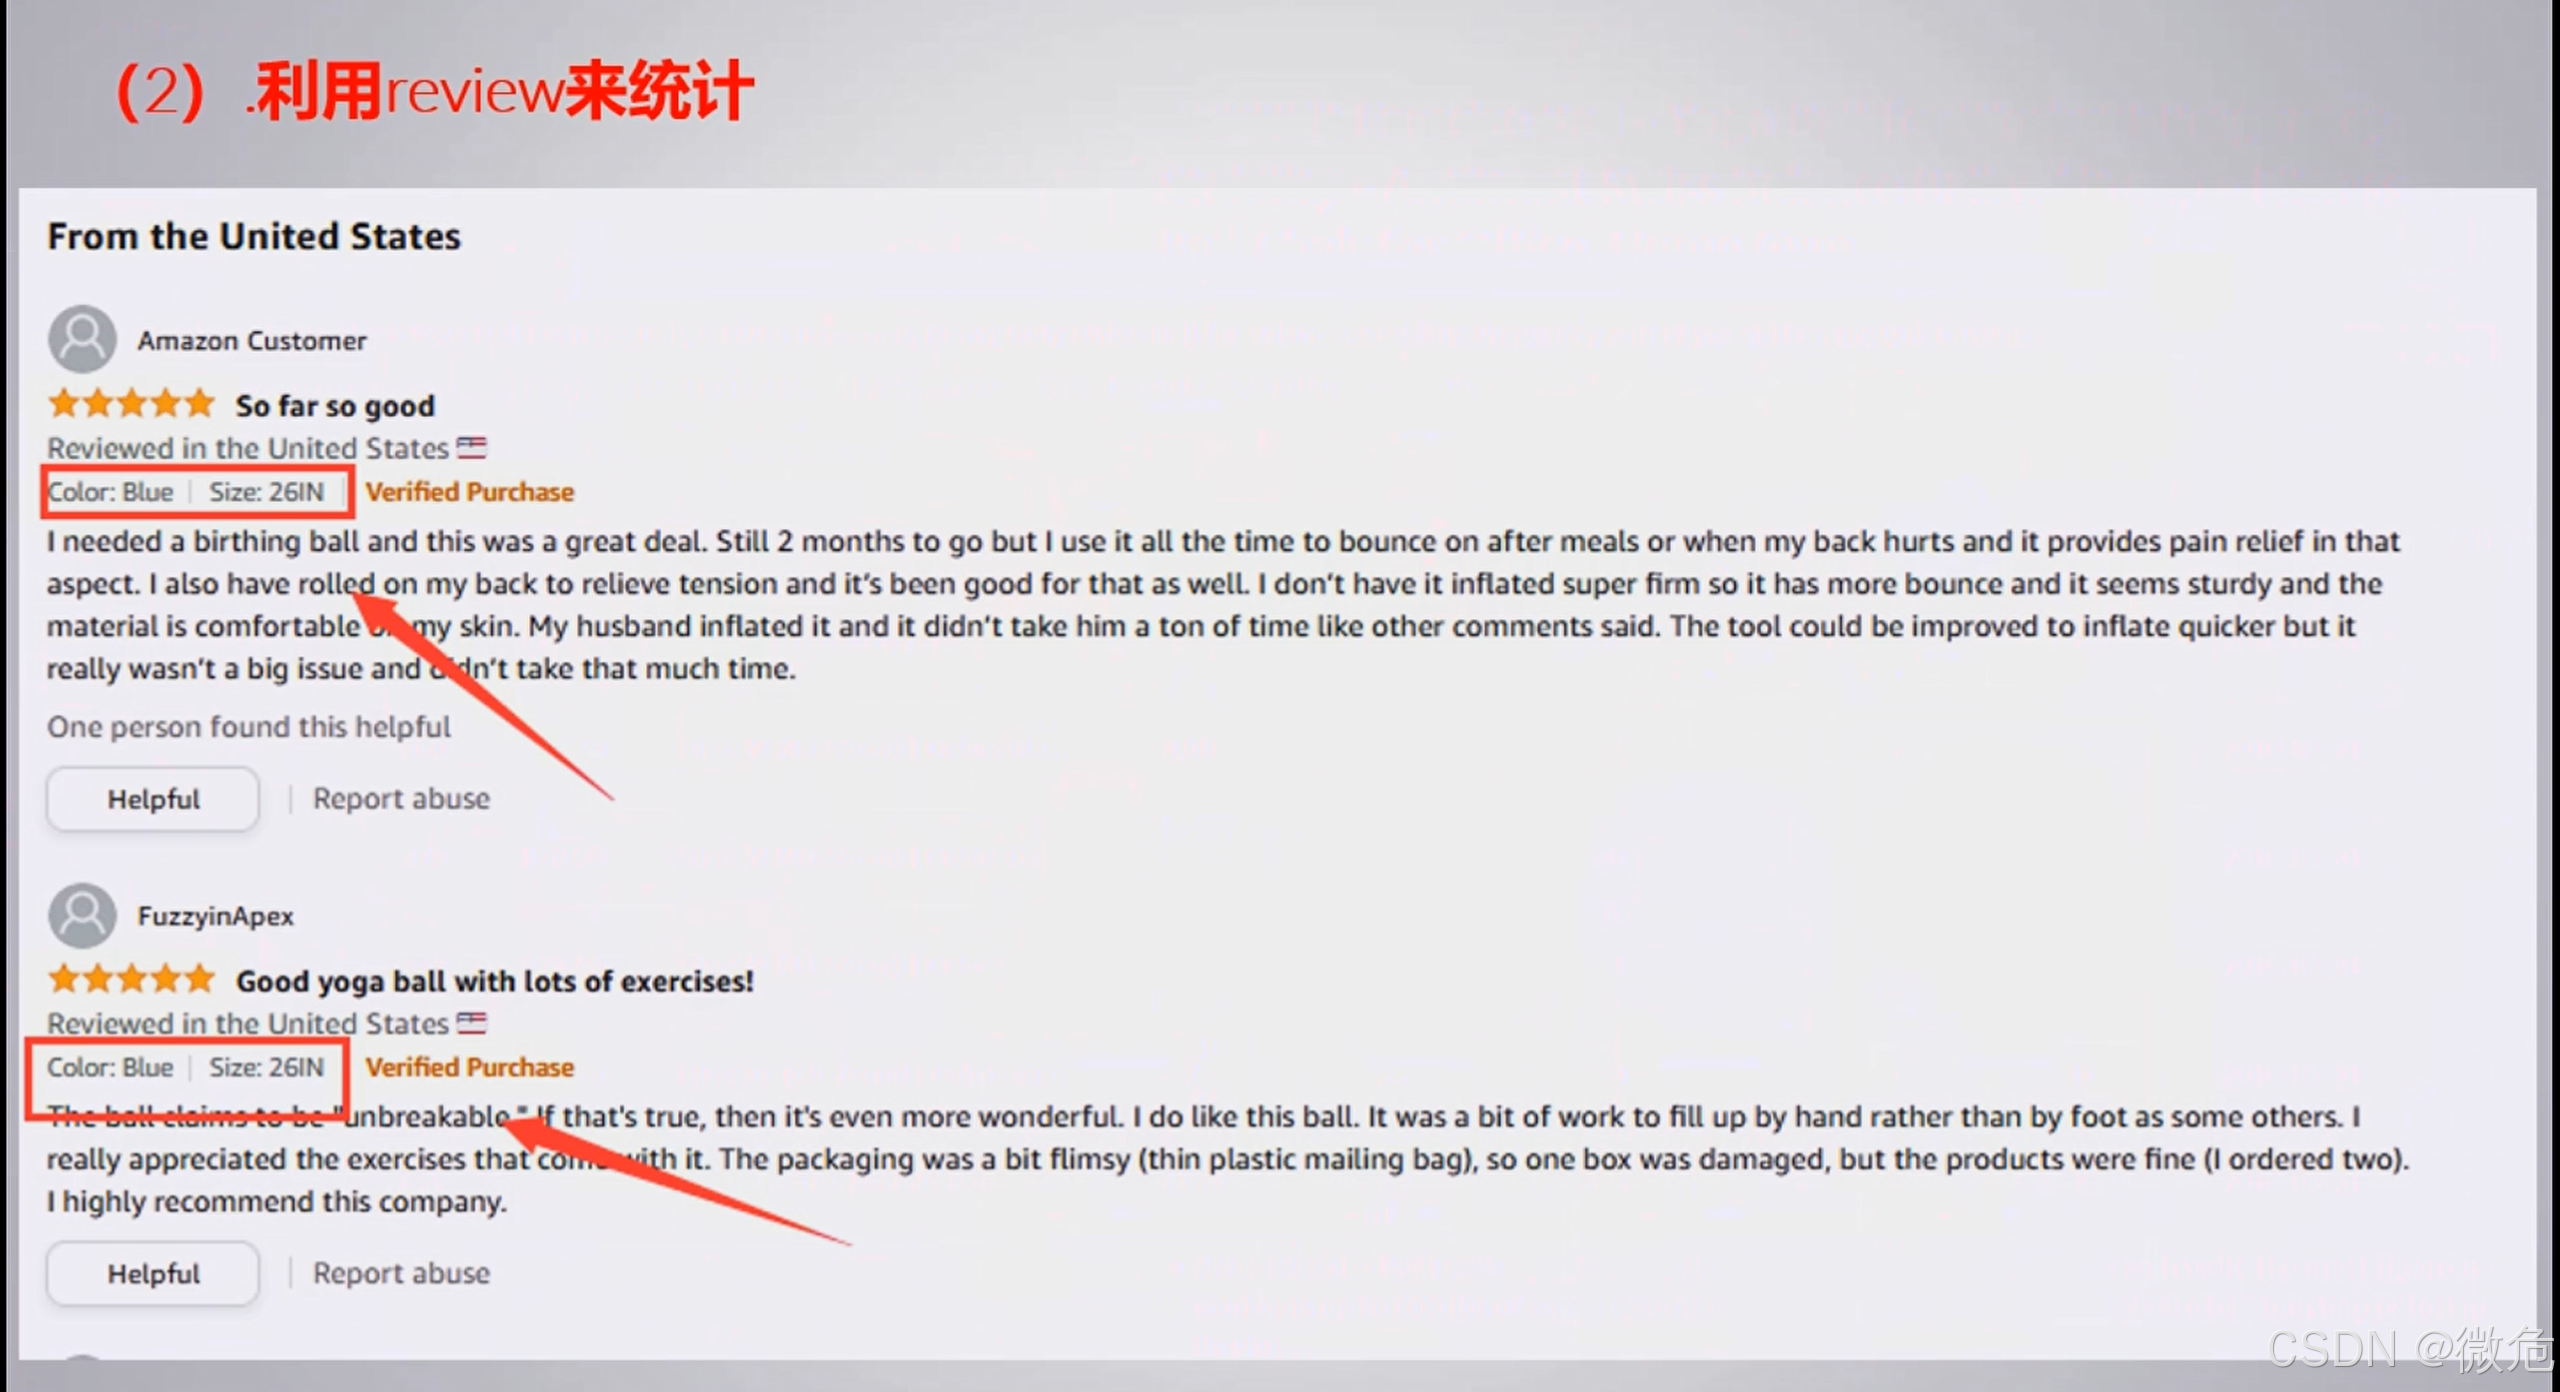 （2）.利用review来统计
From the United States
Amazon Customer
So far so good
Reviewed in the United States
Color: Blue | Size: 26IN | Verified Purchase
I needed a birthing ball and this was a great deal. Still 2 months to go but I use it all the time to bounce on after meals or when my back hurts and it provides pain relief in that
aspect. I also have rolled on my back to relieve tension and it's been good for that as well. I don't have it inflated super firm so it has more bounce and it seems sturdy and the
material is comfortable my skin. My husband inflated it and it didn't take him a ton of time like other comments said. The tool could be improved to inflate quicker but it
really wasn't a big issue and didn't take that much time.
One person found this helpful
Helpful | Report abuse
FuzzyinApex
Good yoga ball with lots of exercises!
Reviewed in the United States
Color: Blue | Size: 26IN Verified Purchase
The ball claims to be "unbreakable." If that's true, then it's even more wonderful. I do like this ball. It was a bit of work to fill up by hand rather than by foot as some others. I
really appreciated the exercises that come with it. The packaging was a bit flimsy (thin plastic mailing bag), so one box was damaged, but the products were fine (I ordered two).
I highly recommend this company.
Helpful | Report abuse
CSDN @微危